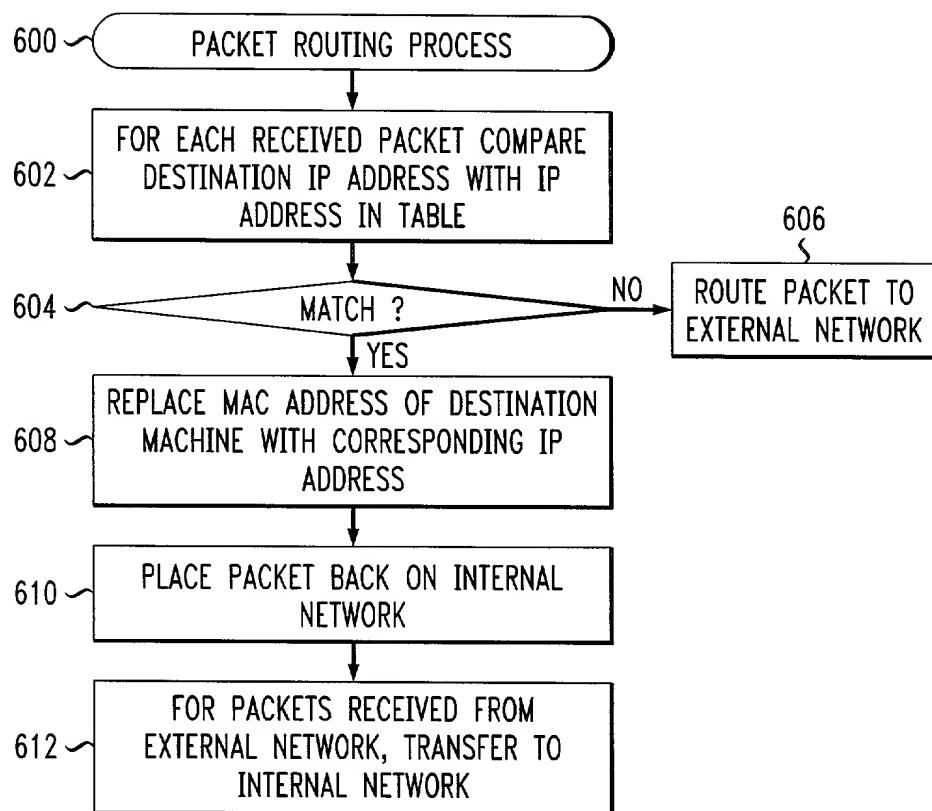 600
PACKET ROUTING PROCESS
602
FOR EACH RECEIVED PACKET COMPARE
DESTINATION IP ADDRESS WITH IP
ADDRESS IN TABLE
604
MATCH ?
NO
606
ROUTE PACKET TO
EXTERNAL NETWORK
YES
608
REPLACE MAC ADDRESS OF DESTINATION
MACHINE WITH CORRESPONDING IP
ADDRESS
610
PLACE PACKET BACK ON INTERNAL
NETWORK
612
FOR PACKETS RECEIVED FROM
EXTERNAL NETWORK, TRANSFER TO
INTERNAL NETWORK